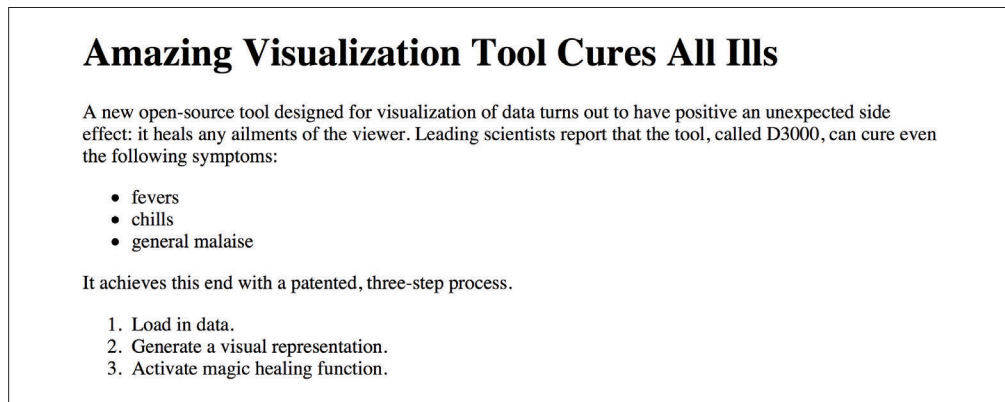 Amazing Visualization Tool Cures All Ills
A new open-source tool designed for visualization of data turns out to have positive an unexpected side
effect: it heals any ailments of the viewer. Leading scientists report that the tool, called D3000, can cure even
the following symptoms:
• fevers
• chills
• general malaise
It achieves this end with a patented, three-step process.
1. Load in data.
2. Generate a visual representation.
3. Activate magic healing function.